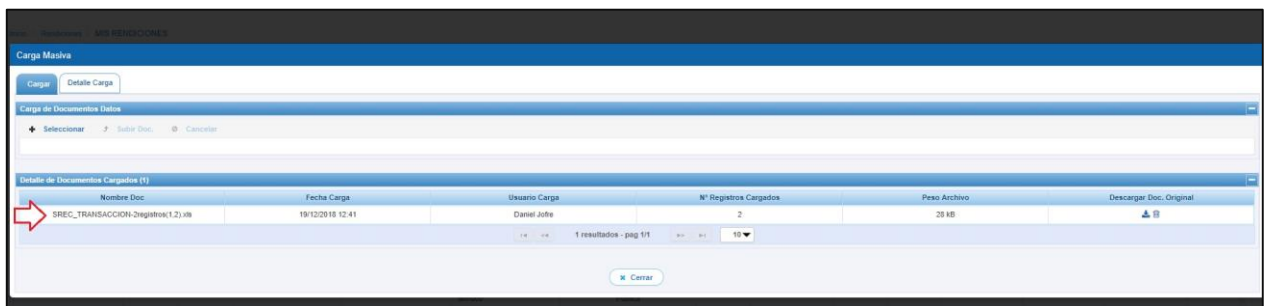 Rendiciones MIS RENDICIONES
Carga Masiva
Cargar Detalle Carga
Carga de Documentos Datos
Seleccionar Subir Doc. Cancelar
Detalle de Documentos Cargados (1)
Nombre Doc Fecha Carga Usuario Carga N° Registros Cargados Peso Archivo Descargar Doc. Original
SREC_TRANSACCION-2registros(1,2).xls 19/12/2018 12:41 Daniel Jofre 2 28 kB
1 resultados - pag 1/1 10
Cerrar